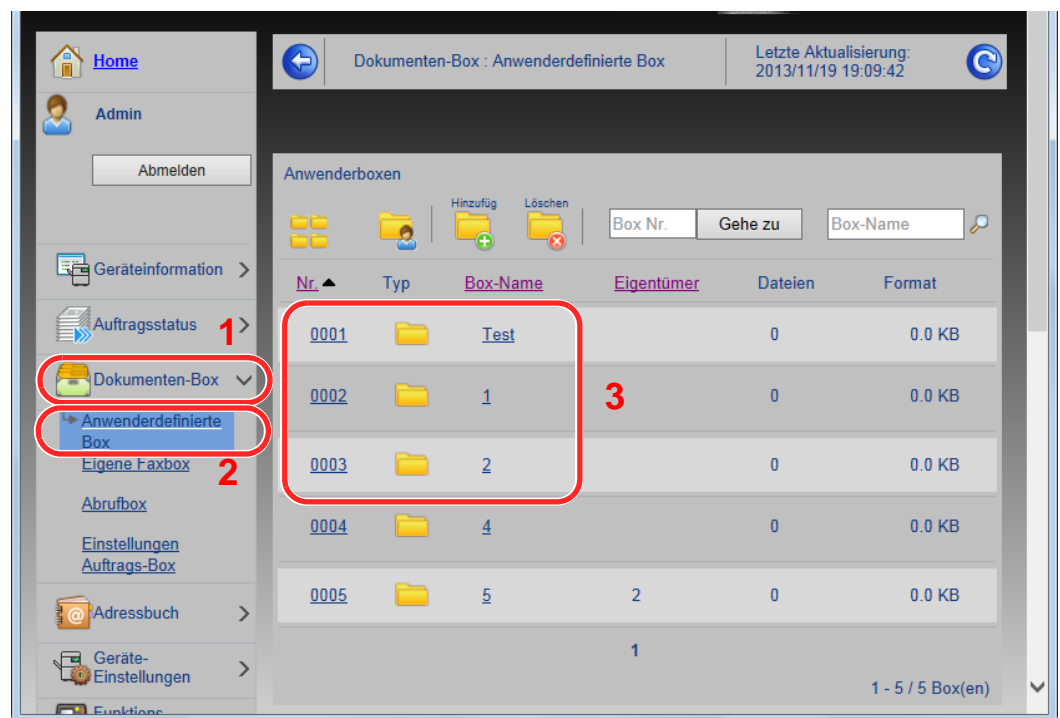 Home
Admin
Abmelden
Geräteinformation
Auftragsstatus
1
Dokumenten-Box
Anwenderdefinierte
Box
Eigene Faxbox
2
Abrufbox
Einstellungen
Auftrags-Box
Adressbuch
Geräte-
Einstellungen
Funktions
Dokumenten-Box : Anwenderdefinierte Box
Letzte Aktualisierung:
2013/11/19 19:09:42
Anwenderboxen
Hinzufüg Löschen
Box Nr. Gehe zu Box-Name
Nr. Typ Box-Name Eigentümer Dateien Format
0001 Test 0 0.0 KB
0002 1 0 0.0 KB
3
0003 2 0 0.0 KB
0004 4 0 0.0 KB
0005 5 2 0 0.0 KB
1
1 - 5 / 5 Box(en)